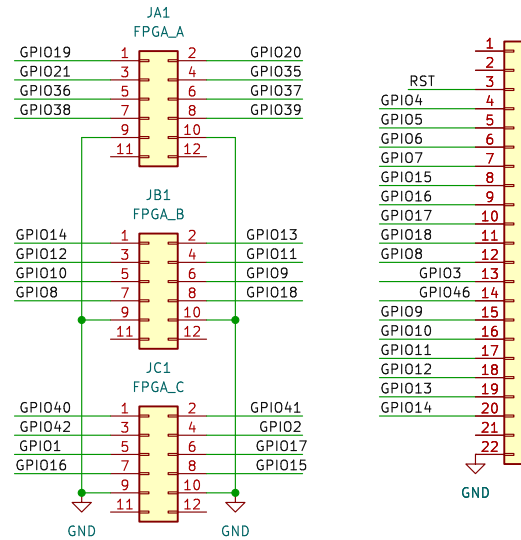 JA1
FPGA_A
GPIO19 1 2 GPIO20
GPIO21 3 4 GPIO35
GPIO36 5 6 GPIO37
GPIO38 7 8 GPIO39
9 10
11 12
JB1
FPGA_B
GPIO14 1 2 GPIO13
GPIO12 3 4 GPIO11
GPIO10 5 6 GPIO9
GPIO8 7 8 GPIO18
9 10
11 12
JC1
FPGA_C
GPIO40 1 2 GPIO41
GPIO42 3 4 GPIO2
GPIO1 5 6 GPIO17
GPIO16 7 8 GPIO15
9 10
11 12
GND GND
1
2
RST 3
GPIO4 4
GPIO5 5
GPIO6 6
GPIO7 7
GPIO15 8
GPIO16 9
GPIO17 10
GPIO18 11
GPIO8 12
GPIO3 13
GPIO46 14
GPIO9 15
GPIO10 16
GPIO11 17
GPIO12 18
GPIO13 19
GPIO14 20
21
22
GND